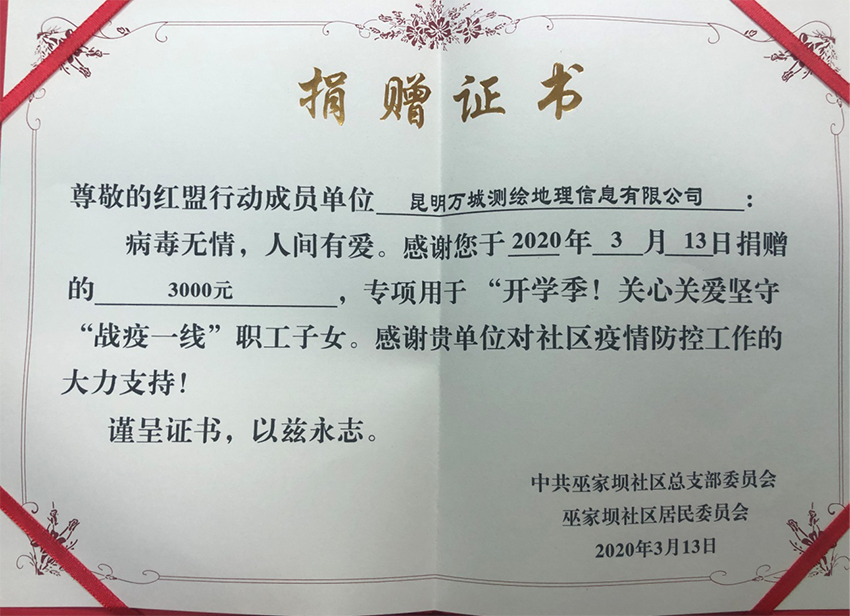 捐赠证书
尊敬的红盟行动成员单位 昆明万城测绘地理信息有限公司：
病毒无情，人间有爱。感谢您于2020年 3 月 13日捐赠
的 3000元 ，专项用于“开学季！关心关爱坚守
“战疫一线”职工子女。感谢贵单位对社区疫情防控工作的
大力支持！
谨呈证书，以兹永志。
中共巫家坝社区总支部委员会
巫家坝社区居民委员会
2020年3月13日